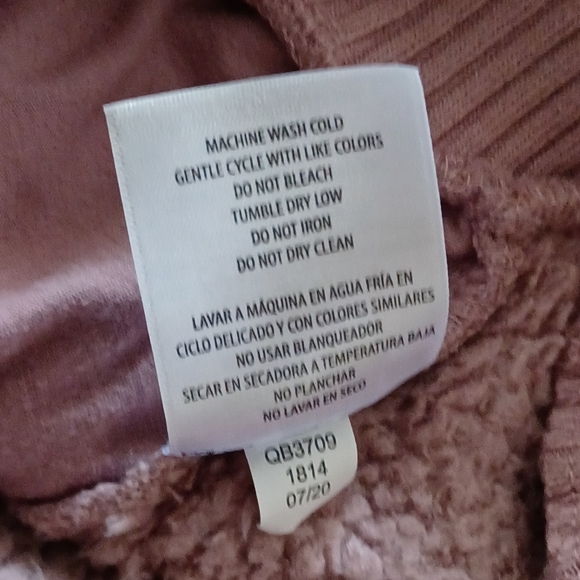 MACHINE WASH COLD
GENTLE CYCLE WITH LIKE COLORS
DO NOT BLEACH
TUMBLE DRY LOW
DO NOT IRON
DO NOT DRY CLEAN
LAVAR A MÁQUINA EN AGUA FRÍA EN
CICLO DELICADO Y CON COLORES SIMILARES
NO USAR BLANQUEADOR
SECAR EN SECADORA A TEMPERATURA BAJA
NO PLANCHAR
NO LAVAR EN SECO
QB3709
1814
07/20